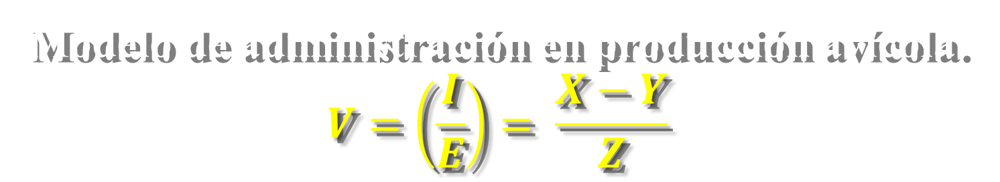 Modelo de administración en producción avícola.
V = (I/E) = X − Y / Z